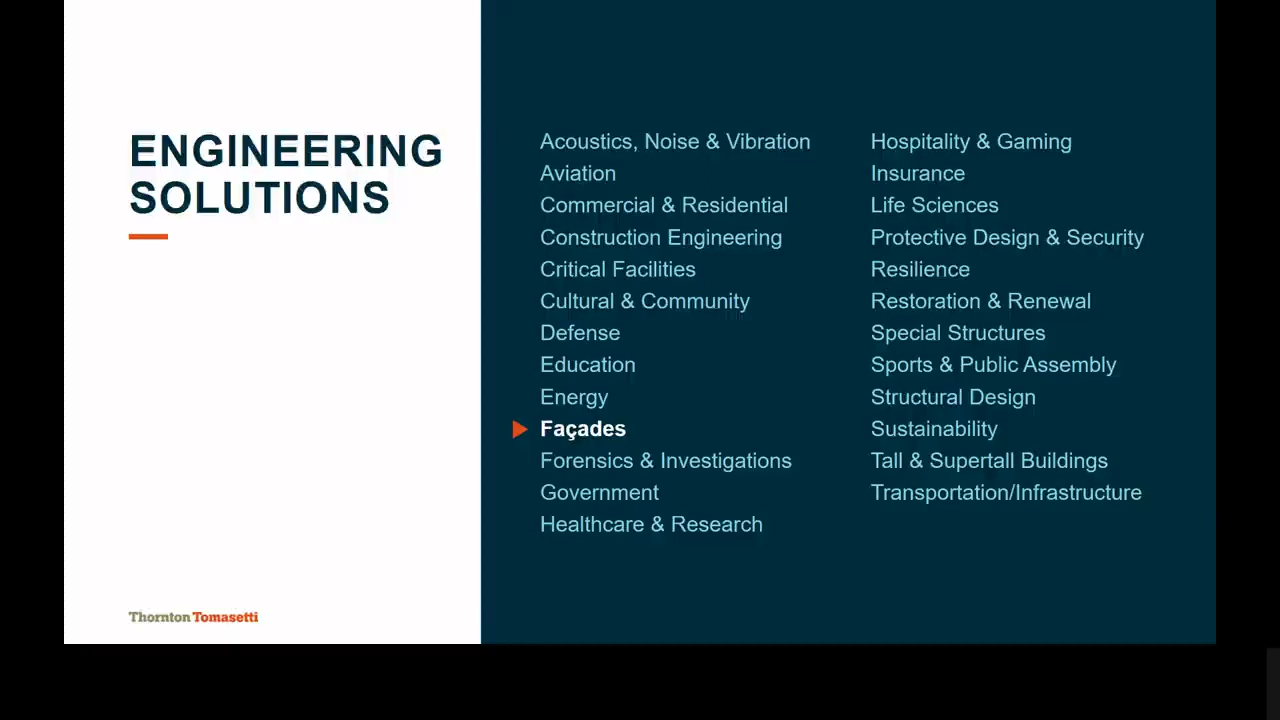 ENGINEERING
SOLUTIONS
Acoustics, Noise & Vibration
Aviation
Commercial & Residential
Construction Engineering
Critical Facilities
Cultural & Community
Defense
Education
Energy
Façades
Forensics & Investigations
Government
Healthcare & Research
Hospitality & Gaming
Insurance
Life Sciences
Protective Design & Security
Resilience
Restoration & Renewal
Special Structures
Sports & Public Assembly
Structural Design
Sustainability
Tall & Supertall Buildings
Transportation/Infrastructure
Thornton Tomasetti